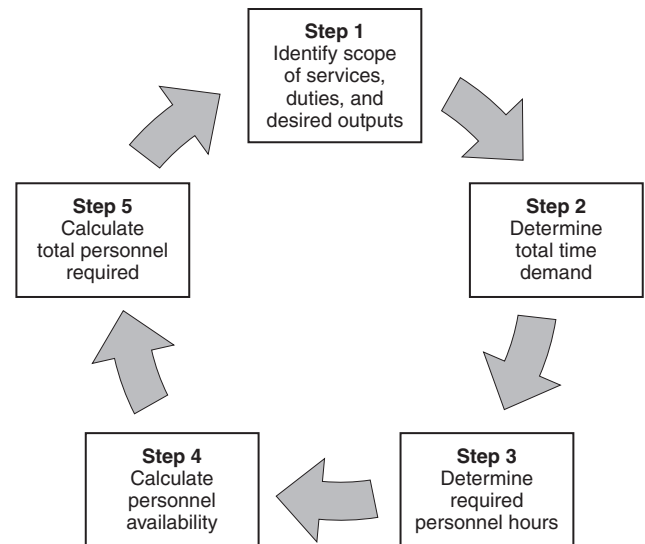 Step 1
Identify scope
of services,
duties, and
desired outputs
Step 2
Determine
total time
demand
Step 3
Determine
required
personnel hours
Step 4
Calculate
personnel
availability
Step 5
Calculate
total personnel
required